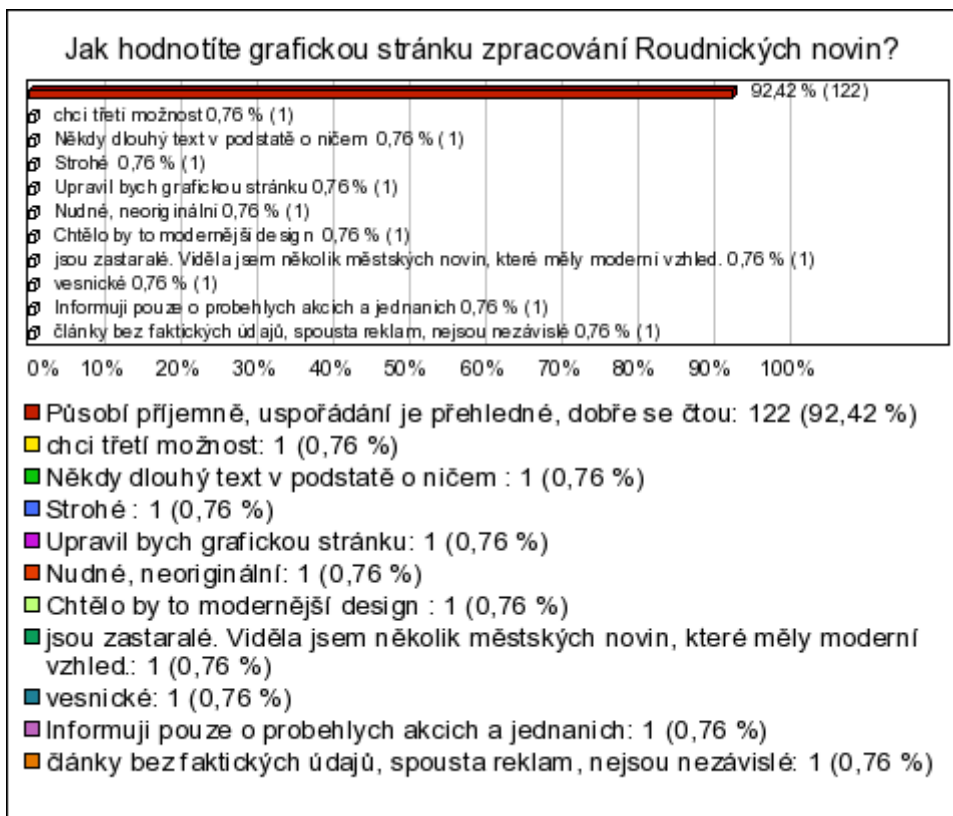 Jak hodnotíte grafickou stránku zpracování Roudnických novin?
92,42 % (122)
chci třetí možnost 0,76 % (1)
Někdy dlouhý text v podstatě o ničem 0,76 % (1)
Strohé 0,76 % (1)
Upravil bych grafickou stránku 0,76 % (1)
Nudné, neoriginální 0,76 % (1)
Chtělo by to modernější design 0,76 % (1)
jsou zastaralé. Viděla jsem několik městských novin, které měly moderní vzhled. 0,76 % (1)
vesnické 0,76 % (1)
Informuji pouze o probehlych akcich a jednanich 0,76 % (1)
články bez faktických údajů, spousta reklam, nejsou nezávislé 0,76 % (1)
0% 10% 20% 30% 40% 50% 60% 70% 80% 90% 100%
Působí příjemně, uspořádání je přehledné, dobře se čtou: 122 (92,42 %)
chci třetí možnost: 1 (0,76 %)
Někdy dlouhý text v podstatě o ničem : 1 (0,76 %)
Strohé : 1 (0,76 %)
Upravil bych grafickou stránku: 1 (0,76 %)
Nudné, neoriginální: 1 (0,76 %)
Chtělo by to modernější design : 1 (0,76 %)
jsou zastaralé. Viděla jsem několik městských novin, které měly moderní
vzhled.: 1 (0,76 %)
vesnické: 1 (0,76 %)
Informuji pouze o probehlych akcich a jednanich: 1 (0,76 %)
články bez faktických údajů, spousta reklam, nejsou nezávislé: 1 (0,76 %)